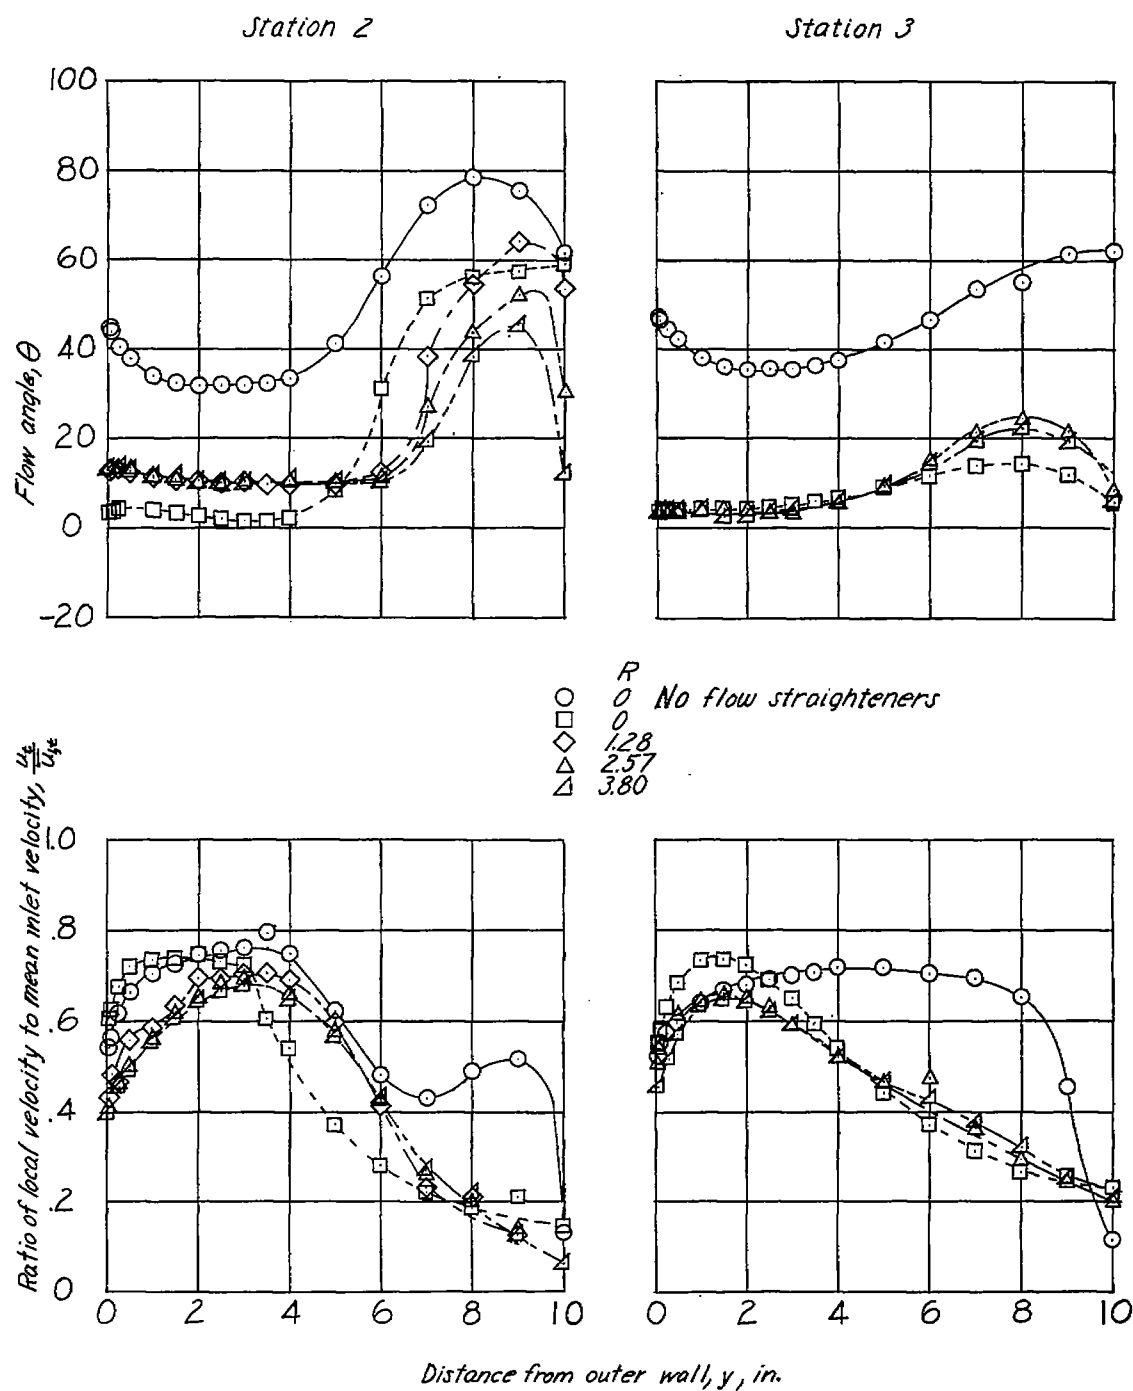 Station 2
Station 3
Flow angle, θ
100
80
60
40
20
0
-20
R
0 No flow straighteners
0
1.28
2.57
3.80
Ratio of local velocity to mean inlet velocity,
1.0
.8
.6
.4
.2
0
0 2 4 6 8 10
0 2 4 6 8 10
Distance from outer wall, y, in.